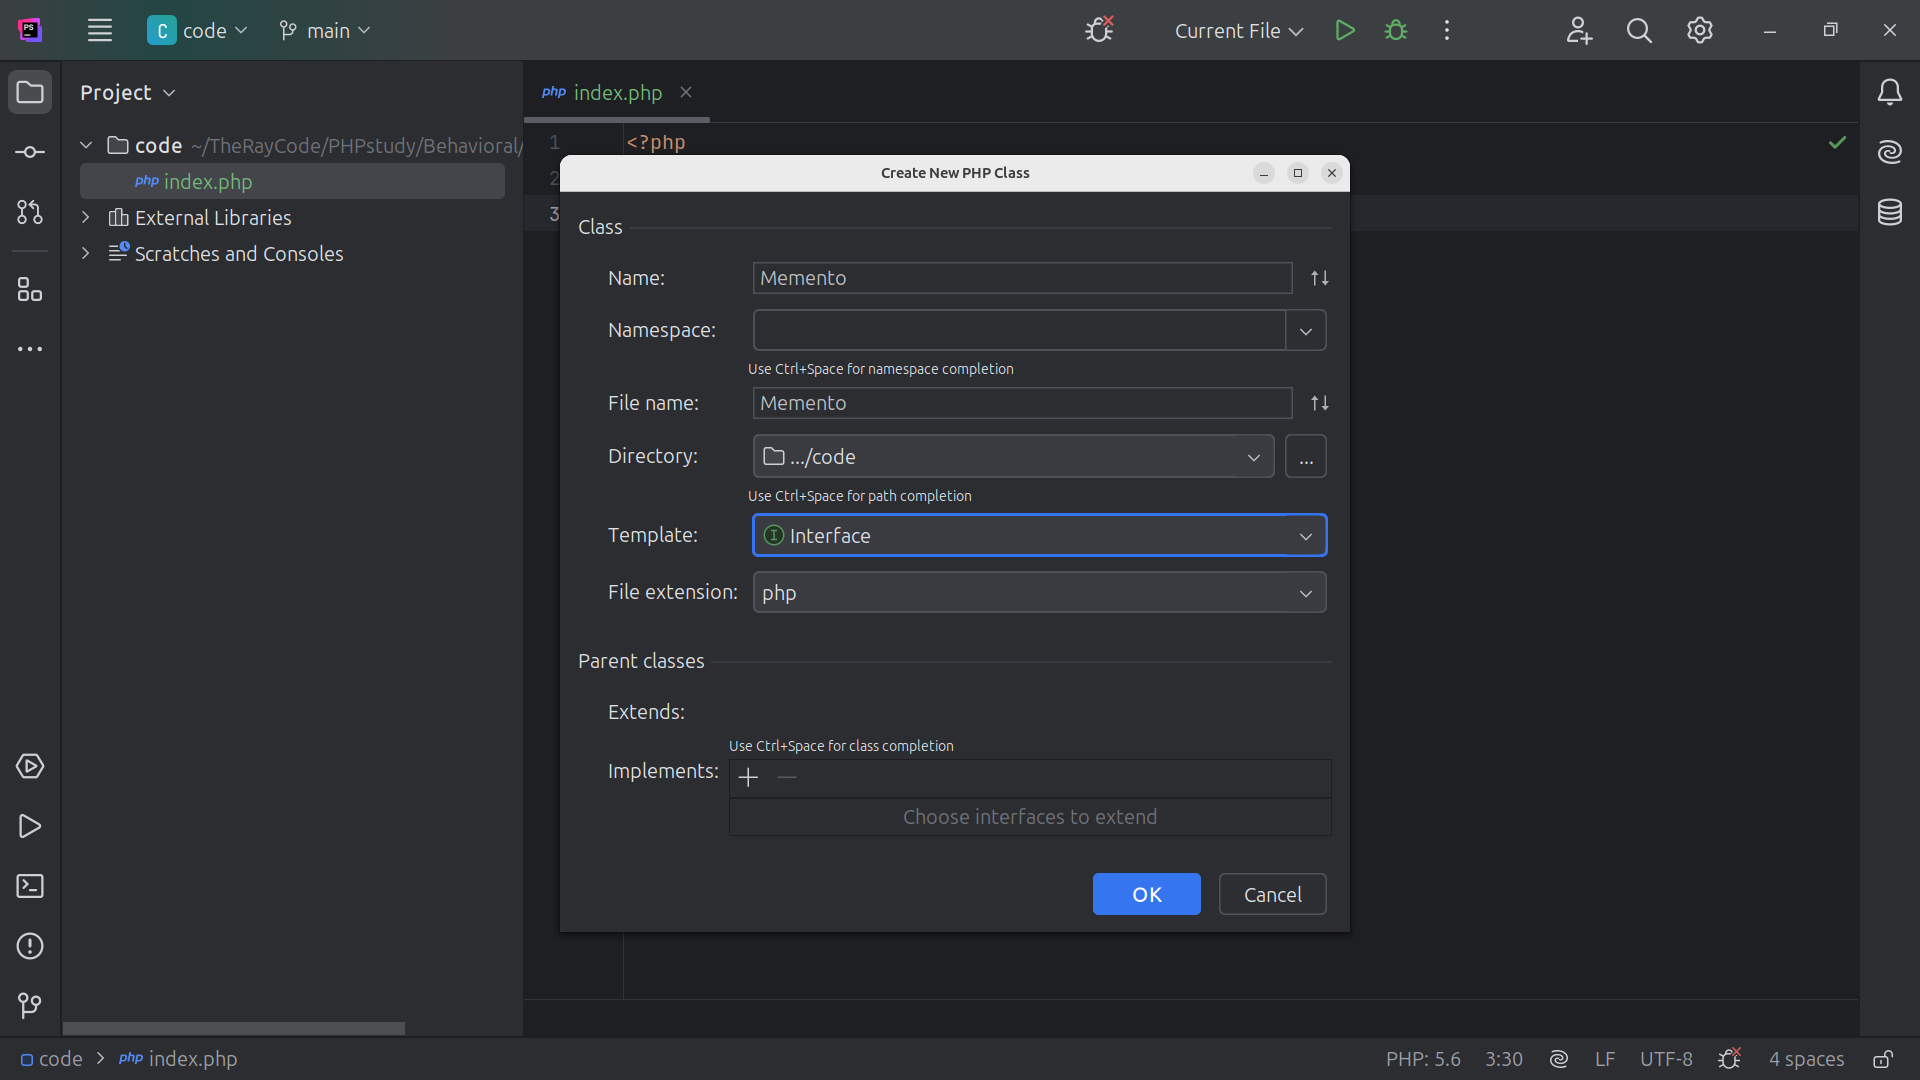 PS
C code
main
Current File
Project
php index.php
code ~/TheRayCode/PHPstudy/Behavioral/
php index.php
External Libraries
Scratches and Consoles
1 <?php
2
3
Create New PHP Class
Class
Name: Memento
Namespace:
Use Ctrl+Space for namespace completion
File name: Memento
Directory: .../code ...
Use Ctrl+Space for path completion
Template: I Interface
File extension: php
Parent classes
Extends:
Use Ctrl+Space for class completion
Implements:
Choose interfaces to extend
OK Cancel
code > php index.php
PHP: 5.6 3:30 LF UTF-8 4 spaces